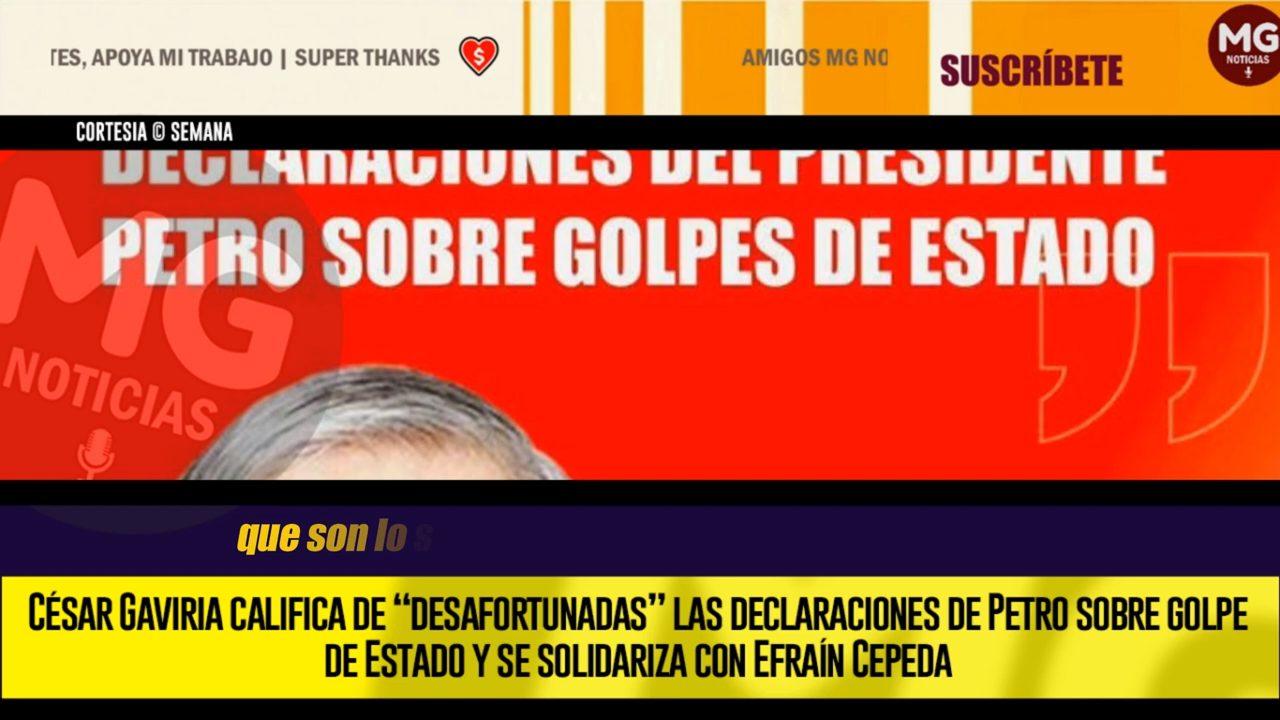 TES, APOYA MI TRABAJO | SUPER THANKS
AMIGOS MG NO
SUSCRÍBETE
MG
NOTICIAS
CORTESIA © SEMANA
DECLARACIONES DEL PRESIDENTE
PETRO SOBRE GOLPES DE ESTADO
MG
NOTICIAS
que son lo s
CÉSAR GAVIRIA CALIFICA DE “DESAFORTUNADAS” LAS DECLARACIONES DE PETRO SOBRE GOLPE
DE ESTADO Y SE SOLIDARIZA CON EFRAÍN CEPEDA